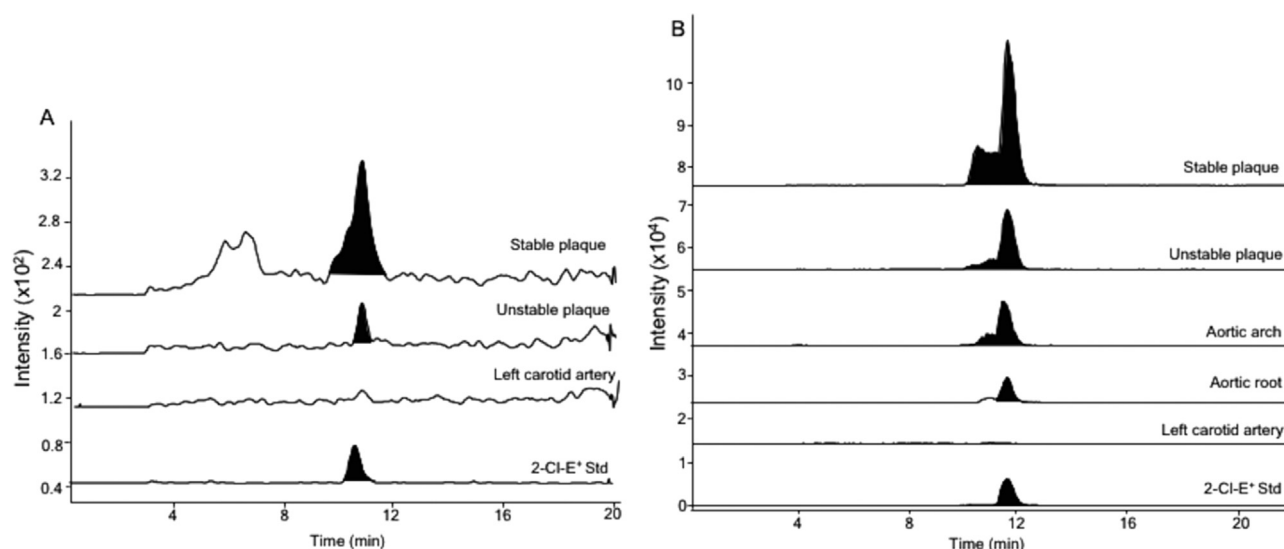 A
Intensity (x10²)
3.2
2.8
2.4
2
1.6
1.2
0.8
0.4
Stable plaque
Unstable plaque
Left carotid artery
2-Cl-E⁺ Std
4 8 12 16 20
Time (min)
B
Intensity (x10⁴)
10
9
8
7
6
5
4
3
2
1
0
Stable plaque
Unstable plaque
Aortic arch
Aortic root
Left carotid artery
2-Cl-E⁺ Std
4 8 12 16 20
Time (min)